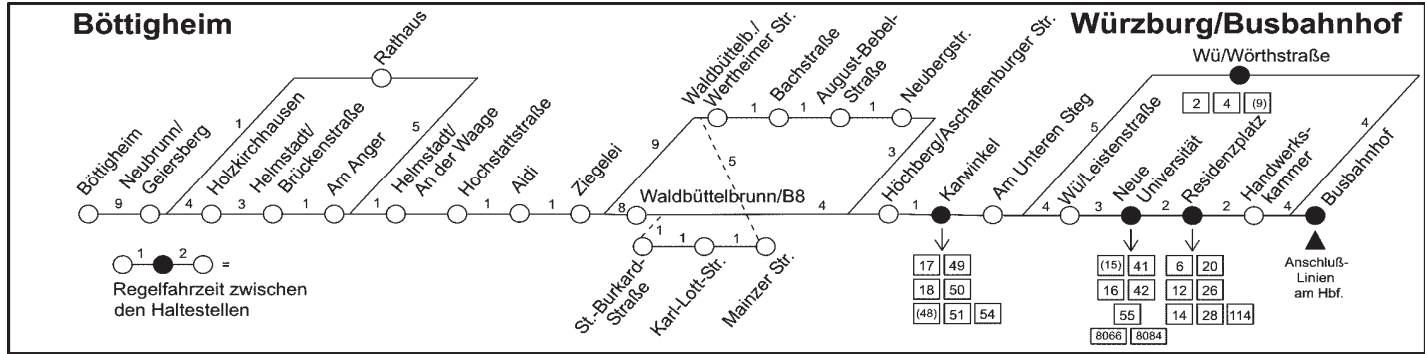 Böttigheim
Würzburg/Busbahnhof
Rathaus
1
5
Böttigheim
9
Neubrunn/
Geiersberg
4
Holzkirchhausen
3
Helmstadt/
Brückenstraße
1
Am Anger
1
Helmstadt/
An der Waage
1
Hochstattstraße
1
Aldi
1
Ziegelei
8
9
Waldbüttelb./
Wertheimer Str.
1
Bachstraße
1
August-Bebel-
Straße
1
Neubergstr.
3
5
Waldbüttelbrunn/B8
4
1
St.-Burkard-
Straße
1
Karl-Lott-Str.
1
Mainzer Str.
Höchberg/Aschaffenburger Str.
1
Karwinkel
17 49
18 50
(48) 51 54
Am Unteren Steg
4
5
Wü/Wörthstraße
2 4 (9)
4
Wü/Leistenstraße
3
Neue
Universität
(15) 41
16 42
55
8066 8084
2
Residenzplatz
6 20
12 26
14 28 114
2
Handwerks-
kammer
4
Busbahnhof
Anschluß-
Linien
am Hbf.
1 2 =
Regelfahrzeit zwischen
den Haltestellen